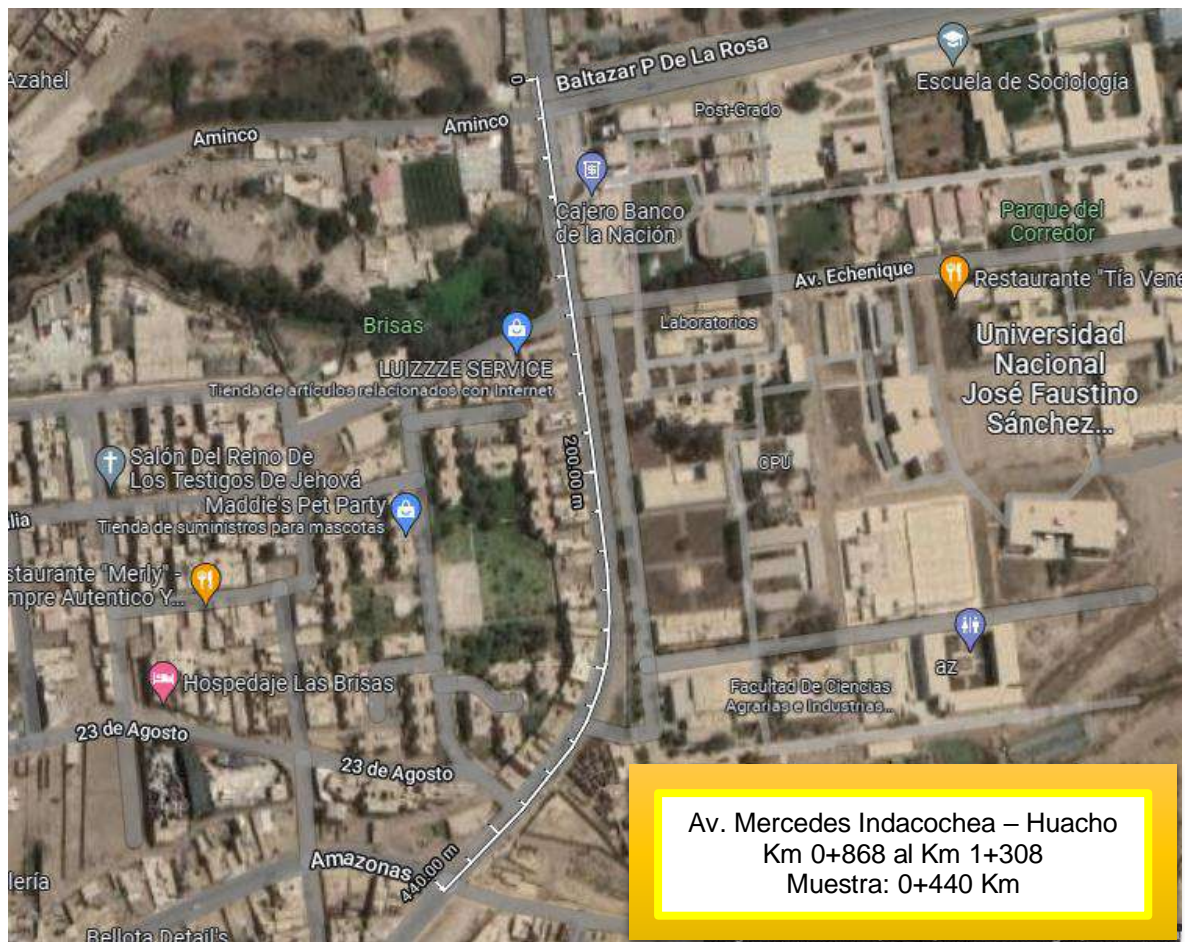 Azahel
0
Baltazar P De La Rosa
Escuela de Sociología
Aminco
Aminco
Post-Grado
Cajero Banco
de la Nación
Parque del
Corredor
Av. Echenique
Restaurante "Tía Vene
Brisas
Laboratorios
LUIZZZE SERVICE
Tienda de artículos relacionados con Internet
Universidad
Nacional
José Faustino
Sánchez...
200.00 m
CPU
Salón Del Reino De
Los Testigos De Jehová
Maddie's Pet Party
Tienda de suministros para mascotas
alia
staurante "Merly" -
mpre Autentico Y...
az
Hospedaje Las Brisas
Facultad De Ciencias
Agrarias e Industrias...
23 de Agosto
23 de Agosto
Amazonas
440.00 m
lería
Bellota Detail's
Av. Mercedes Indacochea – Huacho
Km 0+868 al Km 1+308
Muestra: 0+440 Km